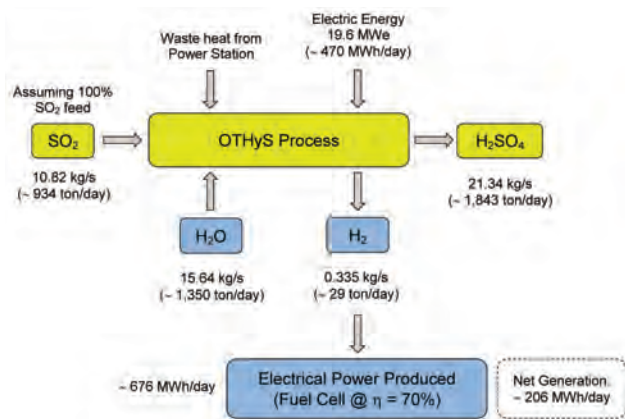 Waste heat from
Power Station
Electric Energy
19.6 MWe
(~ 470 MWh/day)
Assuming 100%
SO₂ feed
SO₂
OTHyS Process
H₂SO₄
10.82 kg/s
(~ 934 ton/day)
21.34 kg/s
(~ 1,843 ton/day)
H₂O
H₂
15.64 kg/s
(~ 1,350 ton/day)
0.335 kg/s
(~ 29 ton/day)
~ 676 MWh/day
Electrical Power Produced
(Fuel Cell @ η = 70%)
Net Generation
~ 206 MWh/day